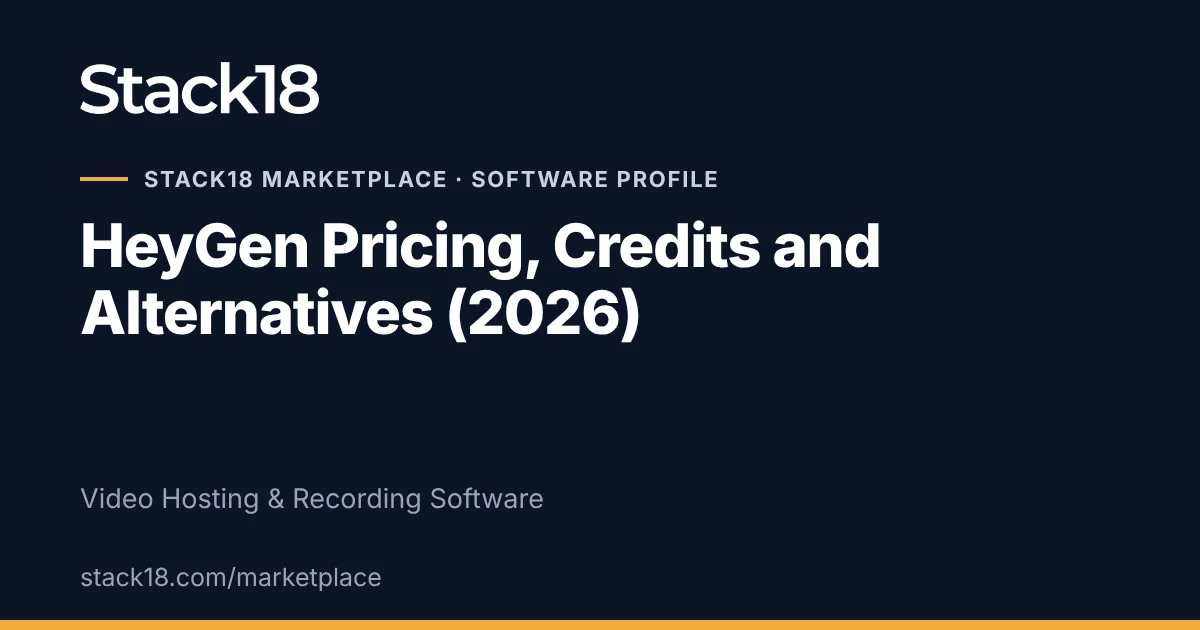 Stack18
STACK18 MARKETPLACE · SOFTWARE PROFILE
HeyGen Pricing, Credits and
Alternatives (2026)
Video Hosting & Recording Software
stack18.com/marketplace